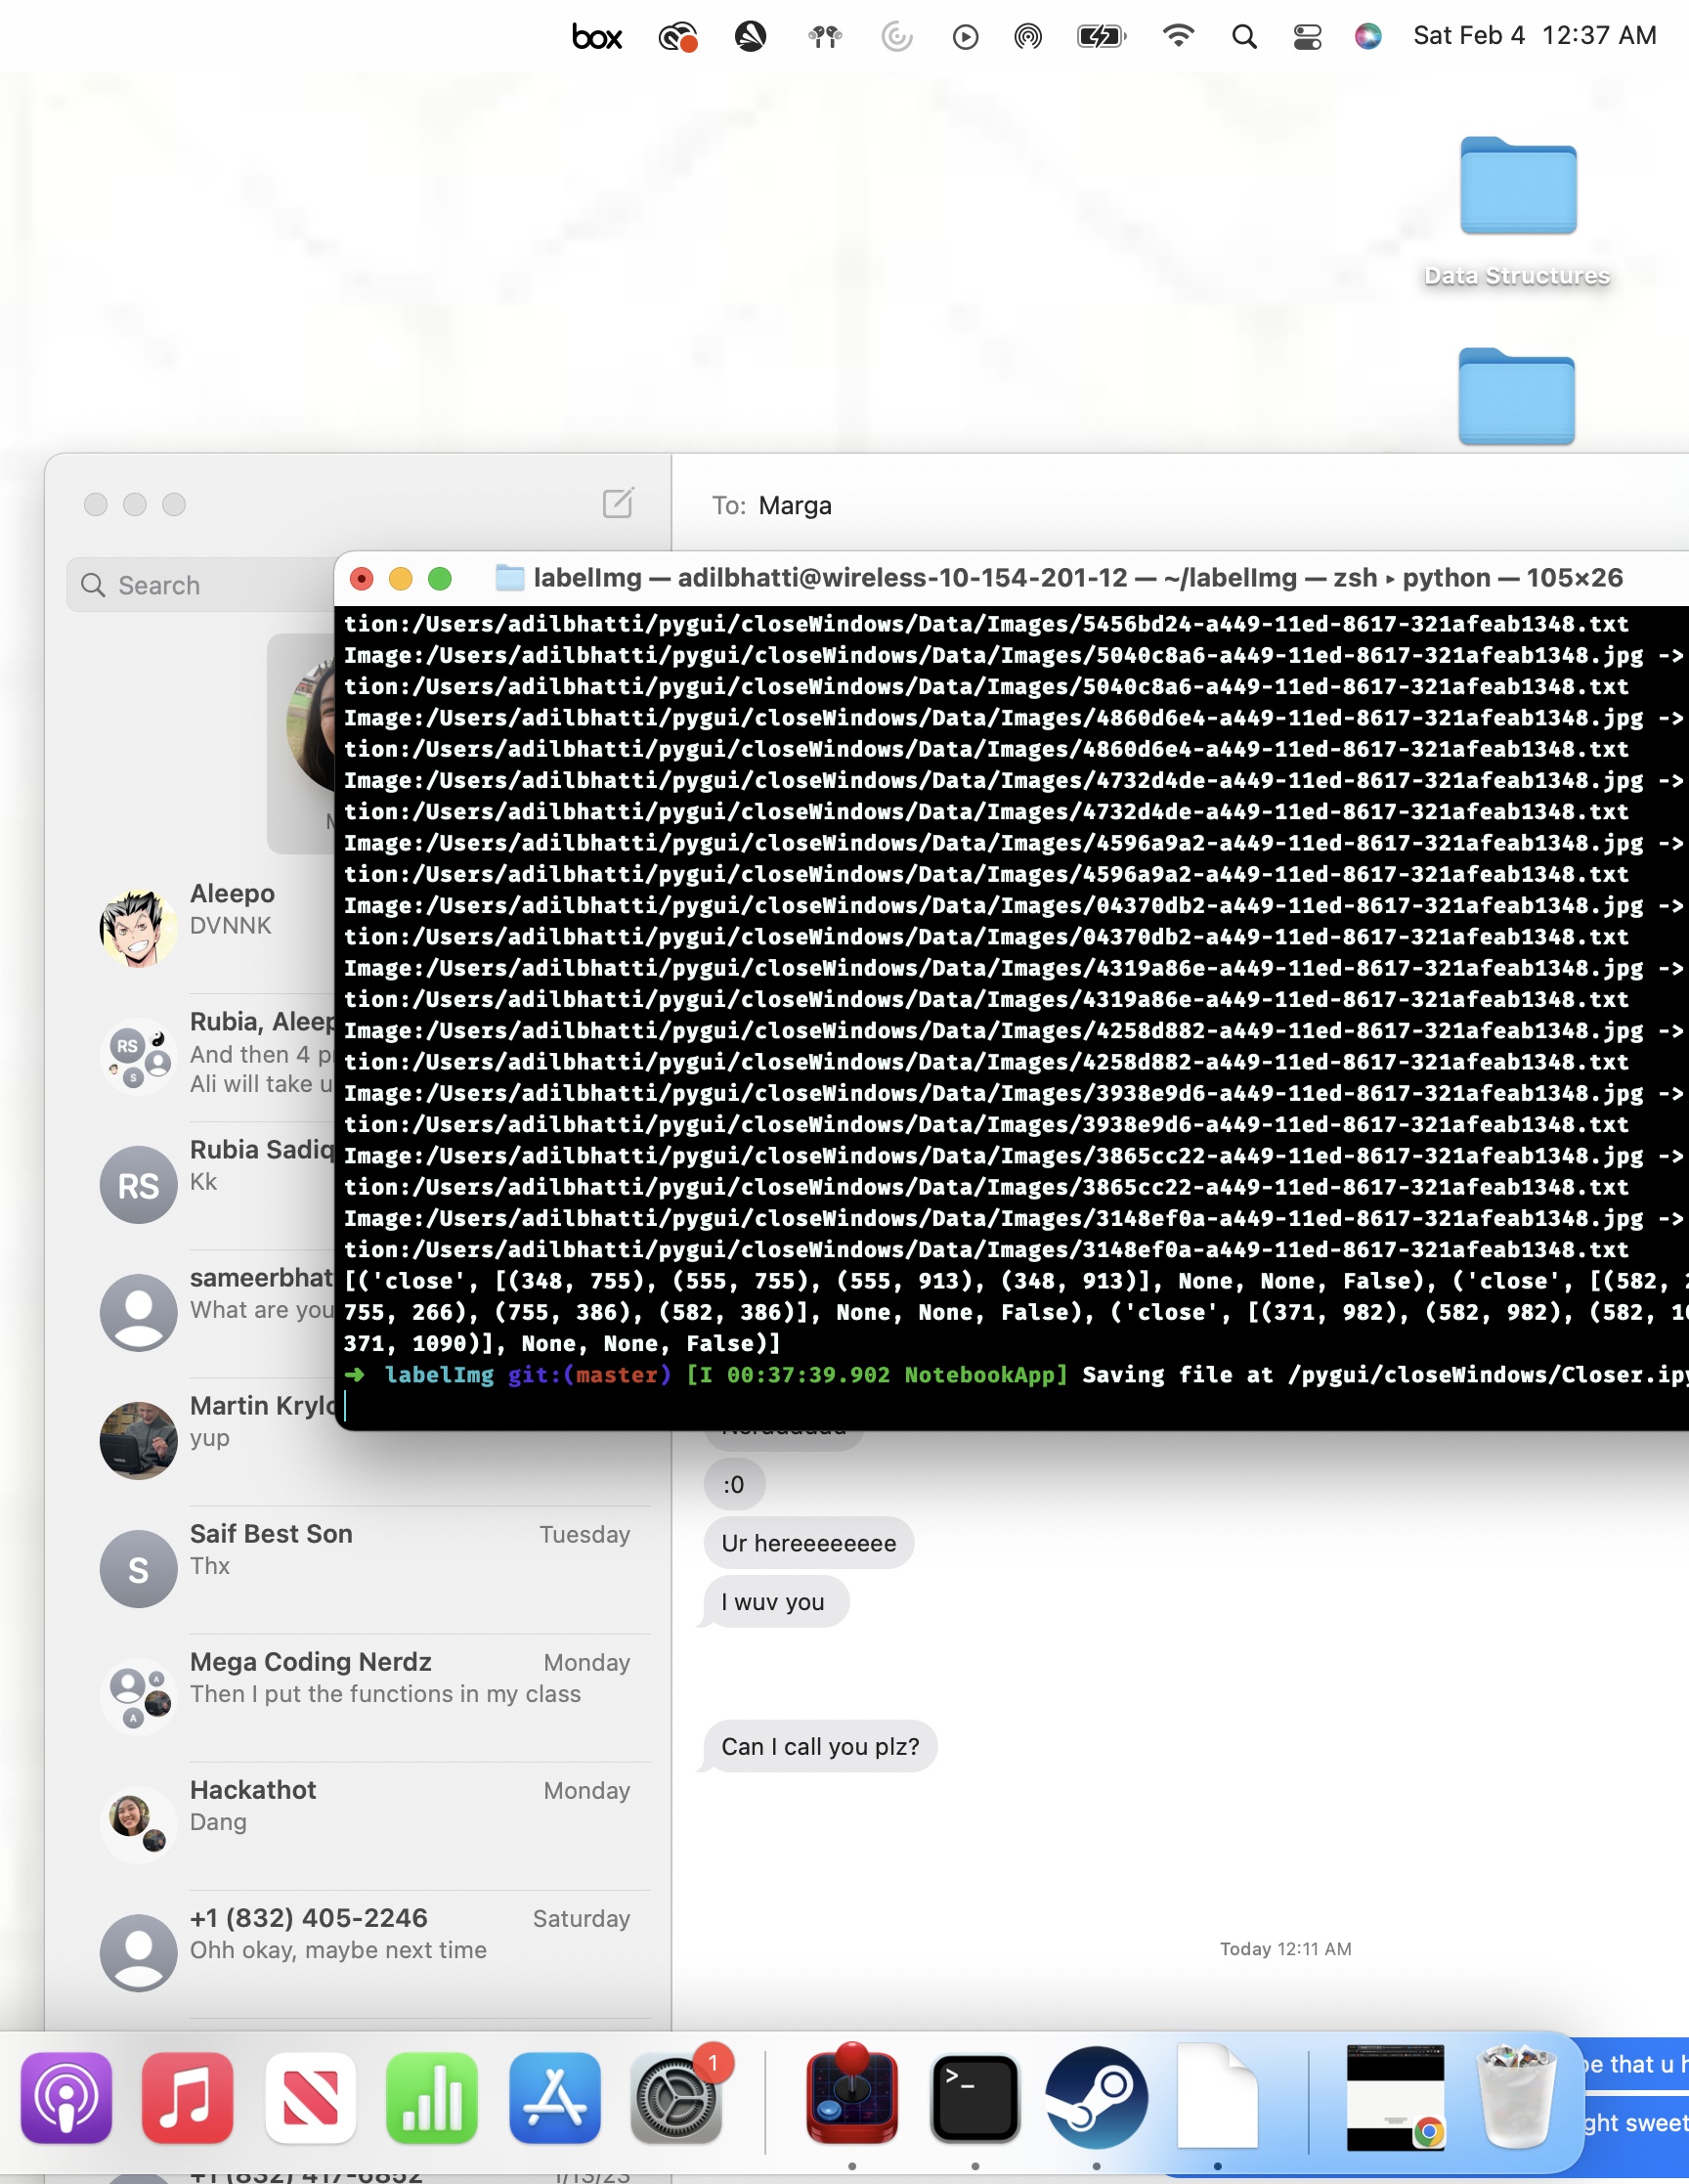 box
Sat Feb 4 12:37 AM
Data Structures
To: Marga
Search
labelImg — adilbhatti@wireless-10-154-201-12 — ~/labelImg — zsh ▸ python — 105×26
tion:/Users/adilbhatti/pygui/closeWindows/Data/Images/5456bd24-a449-11ed-8617-321afeab1348.txt
Image:/Users/adilbhatti/pygui/closeWindows/Data/Images/5040c8a6-a449-11ed-8617-321afeab1348.jpg ->
tion:/Users/adilbhatti/pygui/closeWindows/Data/Images/5040c8a6-a449-11ed-8617-321afeab1348.txt
Image:/Users/adilbhatti/pygui/closeWindows/Data/Images/4860d6e4-a449-11ed-8617-321afeab1348.jpg ->
tion:/Users/adilbhatti/pygui/closeWindows/Data/Images/4860d6e4-a449-11ed-8617-321afeab1348.txt
Image:/Users/adilbhatti/pygui/closeWindows/Data/Images/4732d4de-a449-11ed-8617-321afeab1348.jpg ->
tion:/Users/adilbhatti/pygui/closeWindows/Data/Images/4732d4de-a449-11ed-8617-321afeab1348.txt
Image:/Users/adilbhatti/pygui/closeWindows/Data/Images/4596a9a2-a449-11ed-8617-321afeab1348.jpg ->
tion:/Users/adilbhatti/pygui/closeWindows/Data/Images/4596a9a2-a449-11ed-8617-321afeab1348.txt
Image:/Users/adilbhatti/pygui/closeWindows/Data/Images/04370db2-a449-11ed-8617-321afeab1348.jpg ->
tion:/Users/adilbhatti/pygui/closeWindows/Data/Images/04370db2-a449-11ed-8617-321afeab1348.txt
Image:/Users/adilbhatti/pygui/closeWindows/Data/Images/4319a86e-a449-11ed-8617-321afeab1348.jpg ->
tion:/Users/adilbhatti/pygui/closeWindows/Data/Images/4319a86e-a449-11ed-8617-321afeab1348.txt
Image:/Users/adilbhatti/pygui/closeWindows/Data/Images/4258d882-a449-11ed-8617-321afeab1348.jpg ->
tion:/Users/adilbhatti/pygui/closeWindows/Data/Images/4258d882-a449-11ed-8617-321afeab1348.txt
Image:/Users/adilbhatti/pygui/closeWindows/Data/Images/3938e9d6-a449-11ed-8617-321afeab1348.jpg ->
tion:/Users/adilbhatti/pygui/closeWindows/Data/Images/3938e9d6-a449-11ed-8617-321afeab1348.txt
Image:/Users/adilbhatti/pygui/closeWindows/Data/Images/3865cc22-a449-11ed-8617-321afeab1348.jpg ->
tion:/Users/adilbhatti/pygui/closeWindows/Data/Images/3865cc22-a449-11ed-8617-321afeab1348.txt
Image:/Users/adilbhatti/pygui/closeWindows/Data/Images/3148ef0a-a449-11ed-8617-321afeab1348.jpg ->
tion:/Users/adilbhatti/pygui/closeWindows/Data/Images/3148ef0a-a449-11ed-8617-321afeab1348.txt
[('close', [(348, 755), (555, 755), (555, 913), (348, 913)], None, None, False), ('close', [(582,
755, 266), (755, 386), (582, 386)], None, None, False), ('close', [(371, 982), (582, 982), (582,
371, 1090)], None, None, False)]
➜ labelImg git:(master) [I 00:37:39.902 NotebookApp] Saving file at /pygui/closeWindows/Closer.ipy
Aleepo
DVNNK
Rubia, Aleep
And then 4 p
Ali will take u
RS
S
Rubia Sadiq
Kk
RS
sameerbhat
What are you
Martin Krylo
yup
Saif Best Son Tuesday
Thx
S
Mega Coding Nerdz Monday
Then I put the functions in my class
A
A
Hackathot Monday
Dang
+1 (832) 405-2246 Saturday
Ohh okay, maybe next time
+1 (832) 417-6852 1/13/23
:0
Ur hereeeeeeee
I wuv you
Can I call you plz?
Today 12:11 AM
pe that u h
ght sweet
1
>_